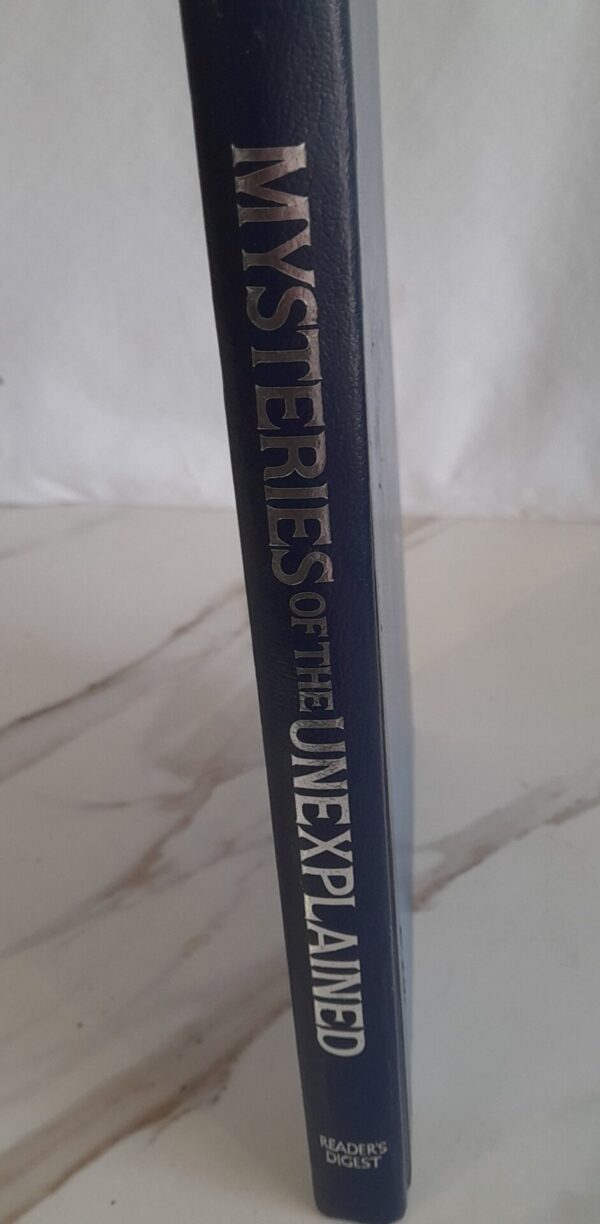 MYSTERIES OF THE UNEXPLAINED
READER'S
DIGEST